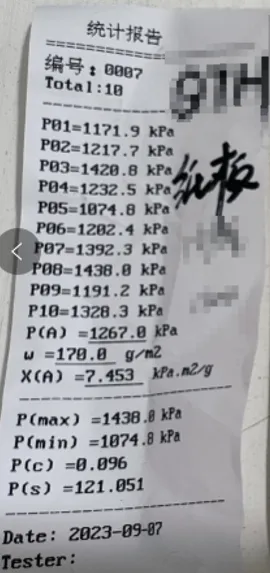 统计报告
编号：0007
Total:10
P01=1171.9 kPa
P02=1217.7 kPa
P03=1420.8 kPa
P04=1232.5 kPa
P05=1074.8 kPa
P06=1202.4 kPa
P07=1392.3 kPa
P08=1438.0 kPa
P09=1191.2 kPa
P10=1328.3 kPa
P(A) =1267.0 kPa
w =170.0 g/m2
X(A) =7.453 kPa.m2/g
P(max) =1438.0 kPa
P(min) =1074.8 kPa
P(c) =0.096
P(s) =121.051
Date: 2023-09-07
Tester:
纸板